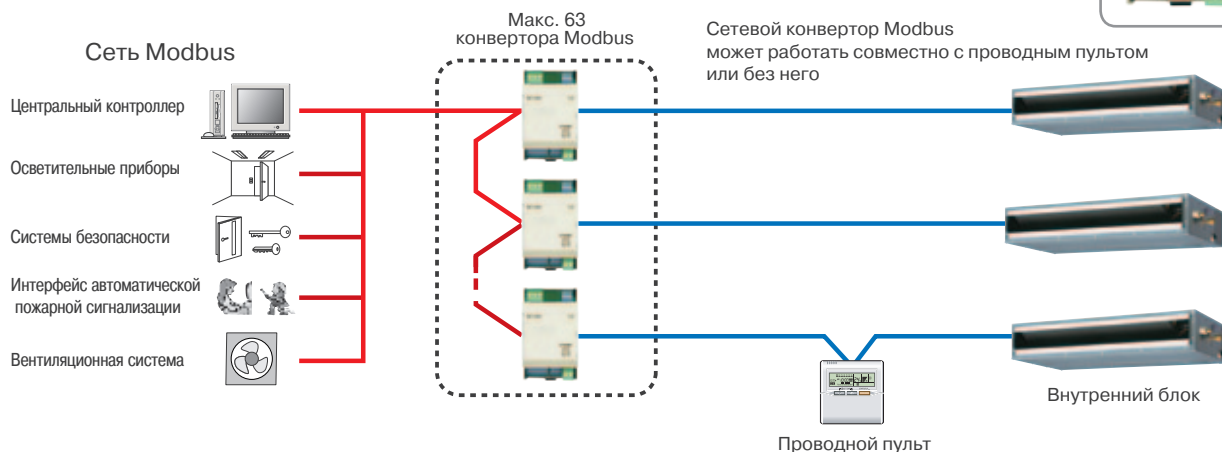 Макс. 63
конвертора Modbus
Сетевой конвертор Modbus
может работать совместно с проводным пультом
или без него
Сеть Modbus
Центральный контроллер
Осветительные приборы
Системы безопасности
Интерфейс автоматической
пожарной сигнализации
Вентиляционная система
Внутренний блок
Проводной пульт